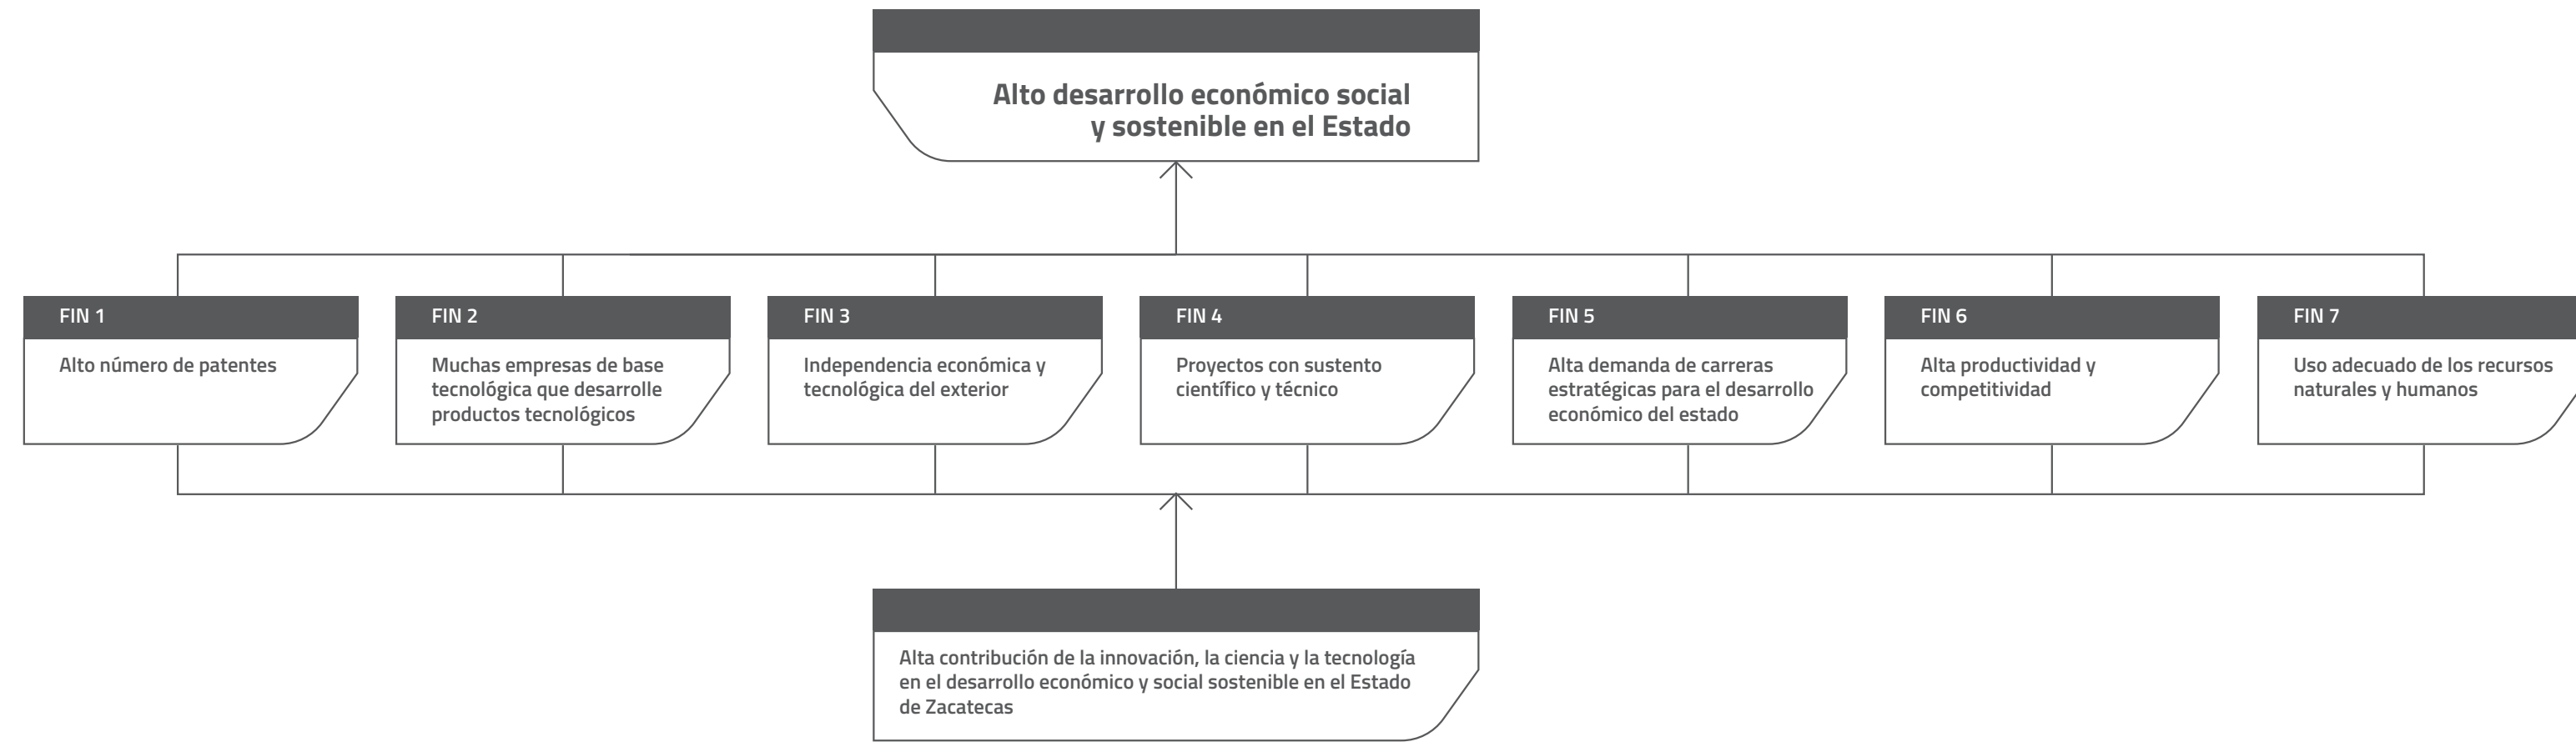 Alto desarrollo económico social
y sostenible en el Estado
FIN 1
Alto número de patentes
FIN 2
Muchas empresas de base
tecnológica que desarrolle
productos tecnológicos
FIN 3
Independencia económica y
tecnológica del exterior
FIN 4
Proyectos con sustento
científico y técnico
FIN 5
Alta demanda de carreras
estratégicas para el desarrollo
económico del estado
FIN 6
Alta productividad y
competitividad
FIN 7
Uso adecuado de los recursos
naturales y humanos
Alta contribución de la innovación, la ciencia y la tecnología
en el desarrollo económico y social sostenible en el Estado
de Zacatecas